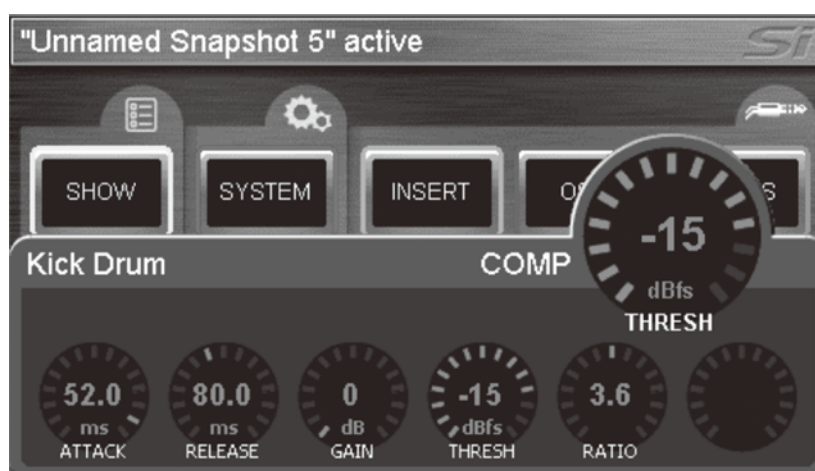 "Unnamed Snapshot 5" active
Si
SHOW
SYSTEM
INSERT
Kick Drum
COMP
-15
dBfs
THRESH
52.0
ms
ATTACK
80.0
ms
RELEASE
0
dB
GAIN
-15
dBfs
THRESH
3.6
RATIO